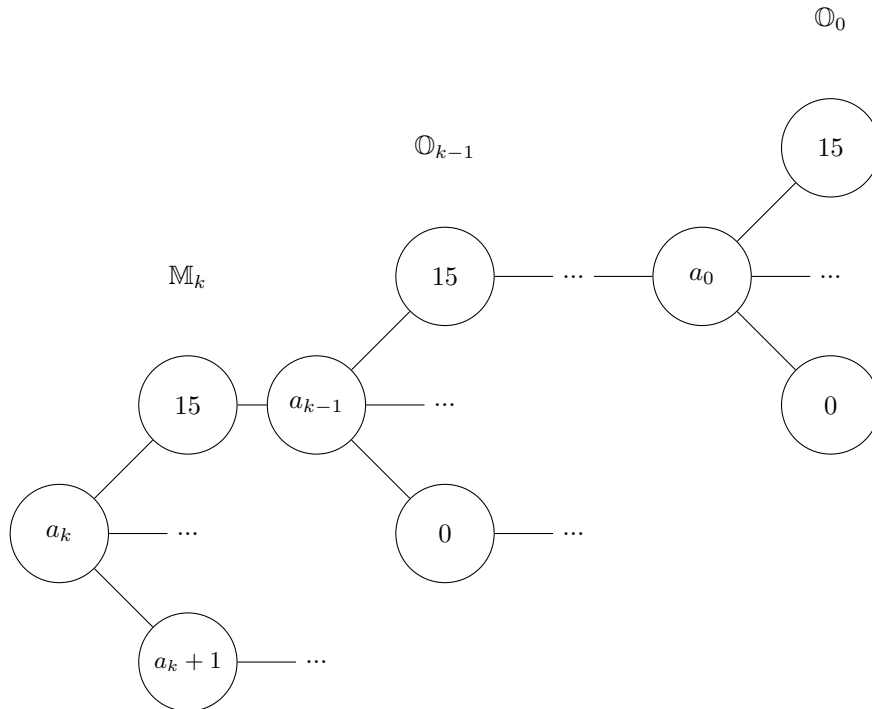 𝕆₀
15
𝕆ₖ₋₁
15 ... a₀ ...
𝕄ₖ
15 aₖ₋₁ ... 0
aₖ ... 0 ...
aₖ + 1 ...